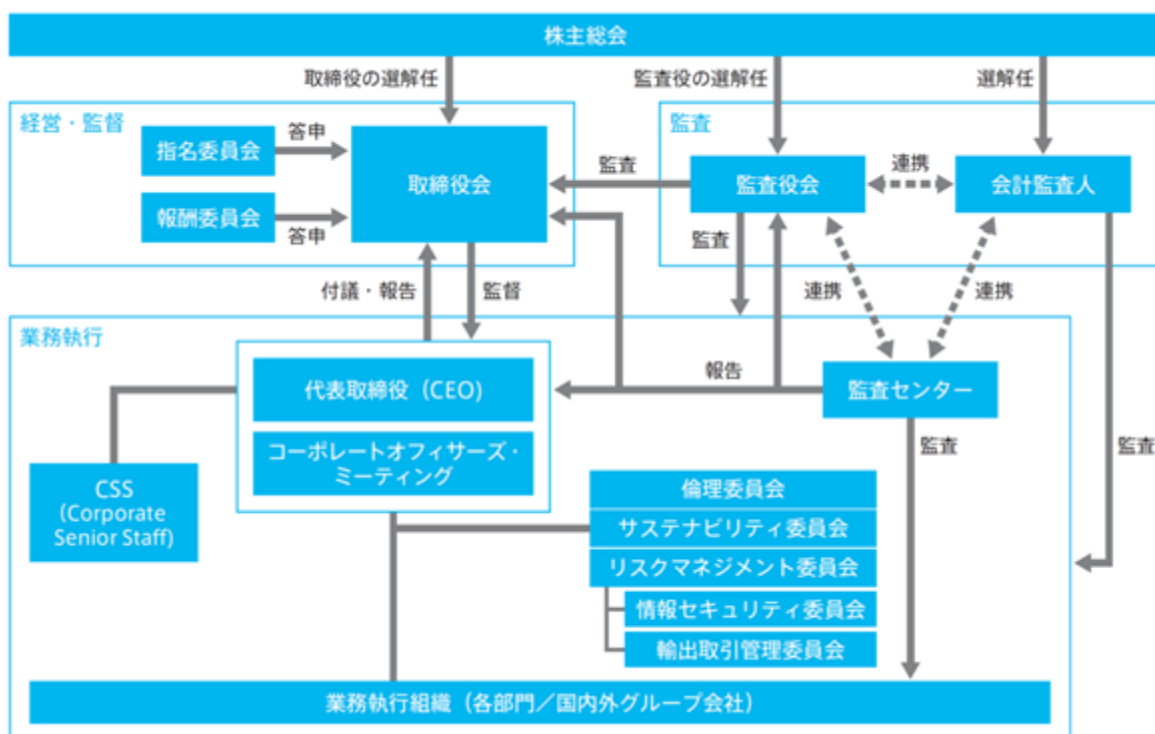 株主総会
取締役の選解任
監査役の選解任
選解任
経営・監督
監査
指名委員会
答申
取締役会
報酬委員会
答申
監査
監査役会
連携
会計監査人
監査
付議・報告
監督
連携
連携
業務執行
代表取締役（CEO)
コーポレートオフィサーズ・
ミーティング
報告
監査センター
監査
監査
CSS
(Corporate
Senior Staff)
倫理委員会
サステナビリティ委員会
リスクマネジメント委員会
情報セキュリティ委員会
輸出取引管理委員会
業務執行組織（各部門／国内外グループ会社）